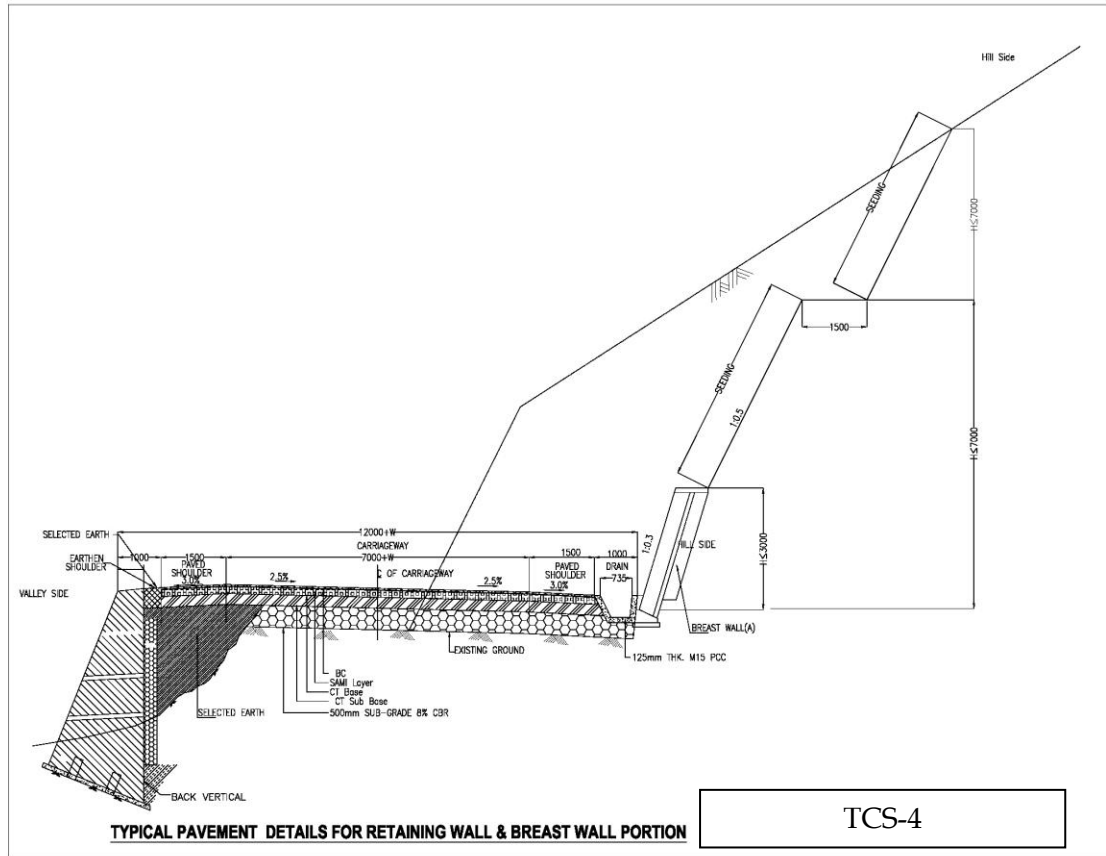 Hill Side
SEEDING
H≤7000
1500
SEEDING
1:0.5
H≤7000
SELECTED EARTH
12000+W
CARRIAGEWAY
1000
1500
7000+W
1500
1000
EARTHEN
SHOULDER
PAVED
SHOULDER
3.0%
2.5%
OF CARRIAGEWAY
2.5%
PAVED
SHOULDER
3.0%
DRAIN
735
1:0.3
HILL SIDE
H≤3000
VALLEY SIDE
BREAST WALL(A)
EXISTING GROUND
125mm THK. M15 PCC
BC
SAMI Layer
CT Base
CT Sub Base
SELECTED EARTH
500mm SUB-GRADE 8% CBR
BACK VERTICAL
TYPICAL PAVEMENT DETAILS FOR RETAINING WALL & BREAST WALL PORTION
TCS-4